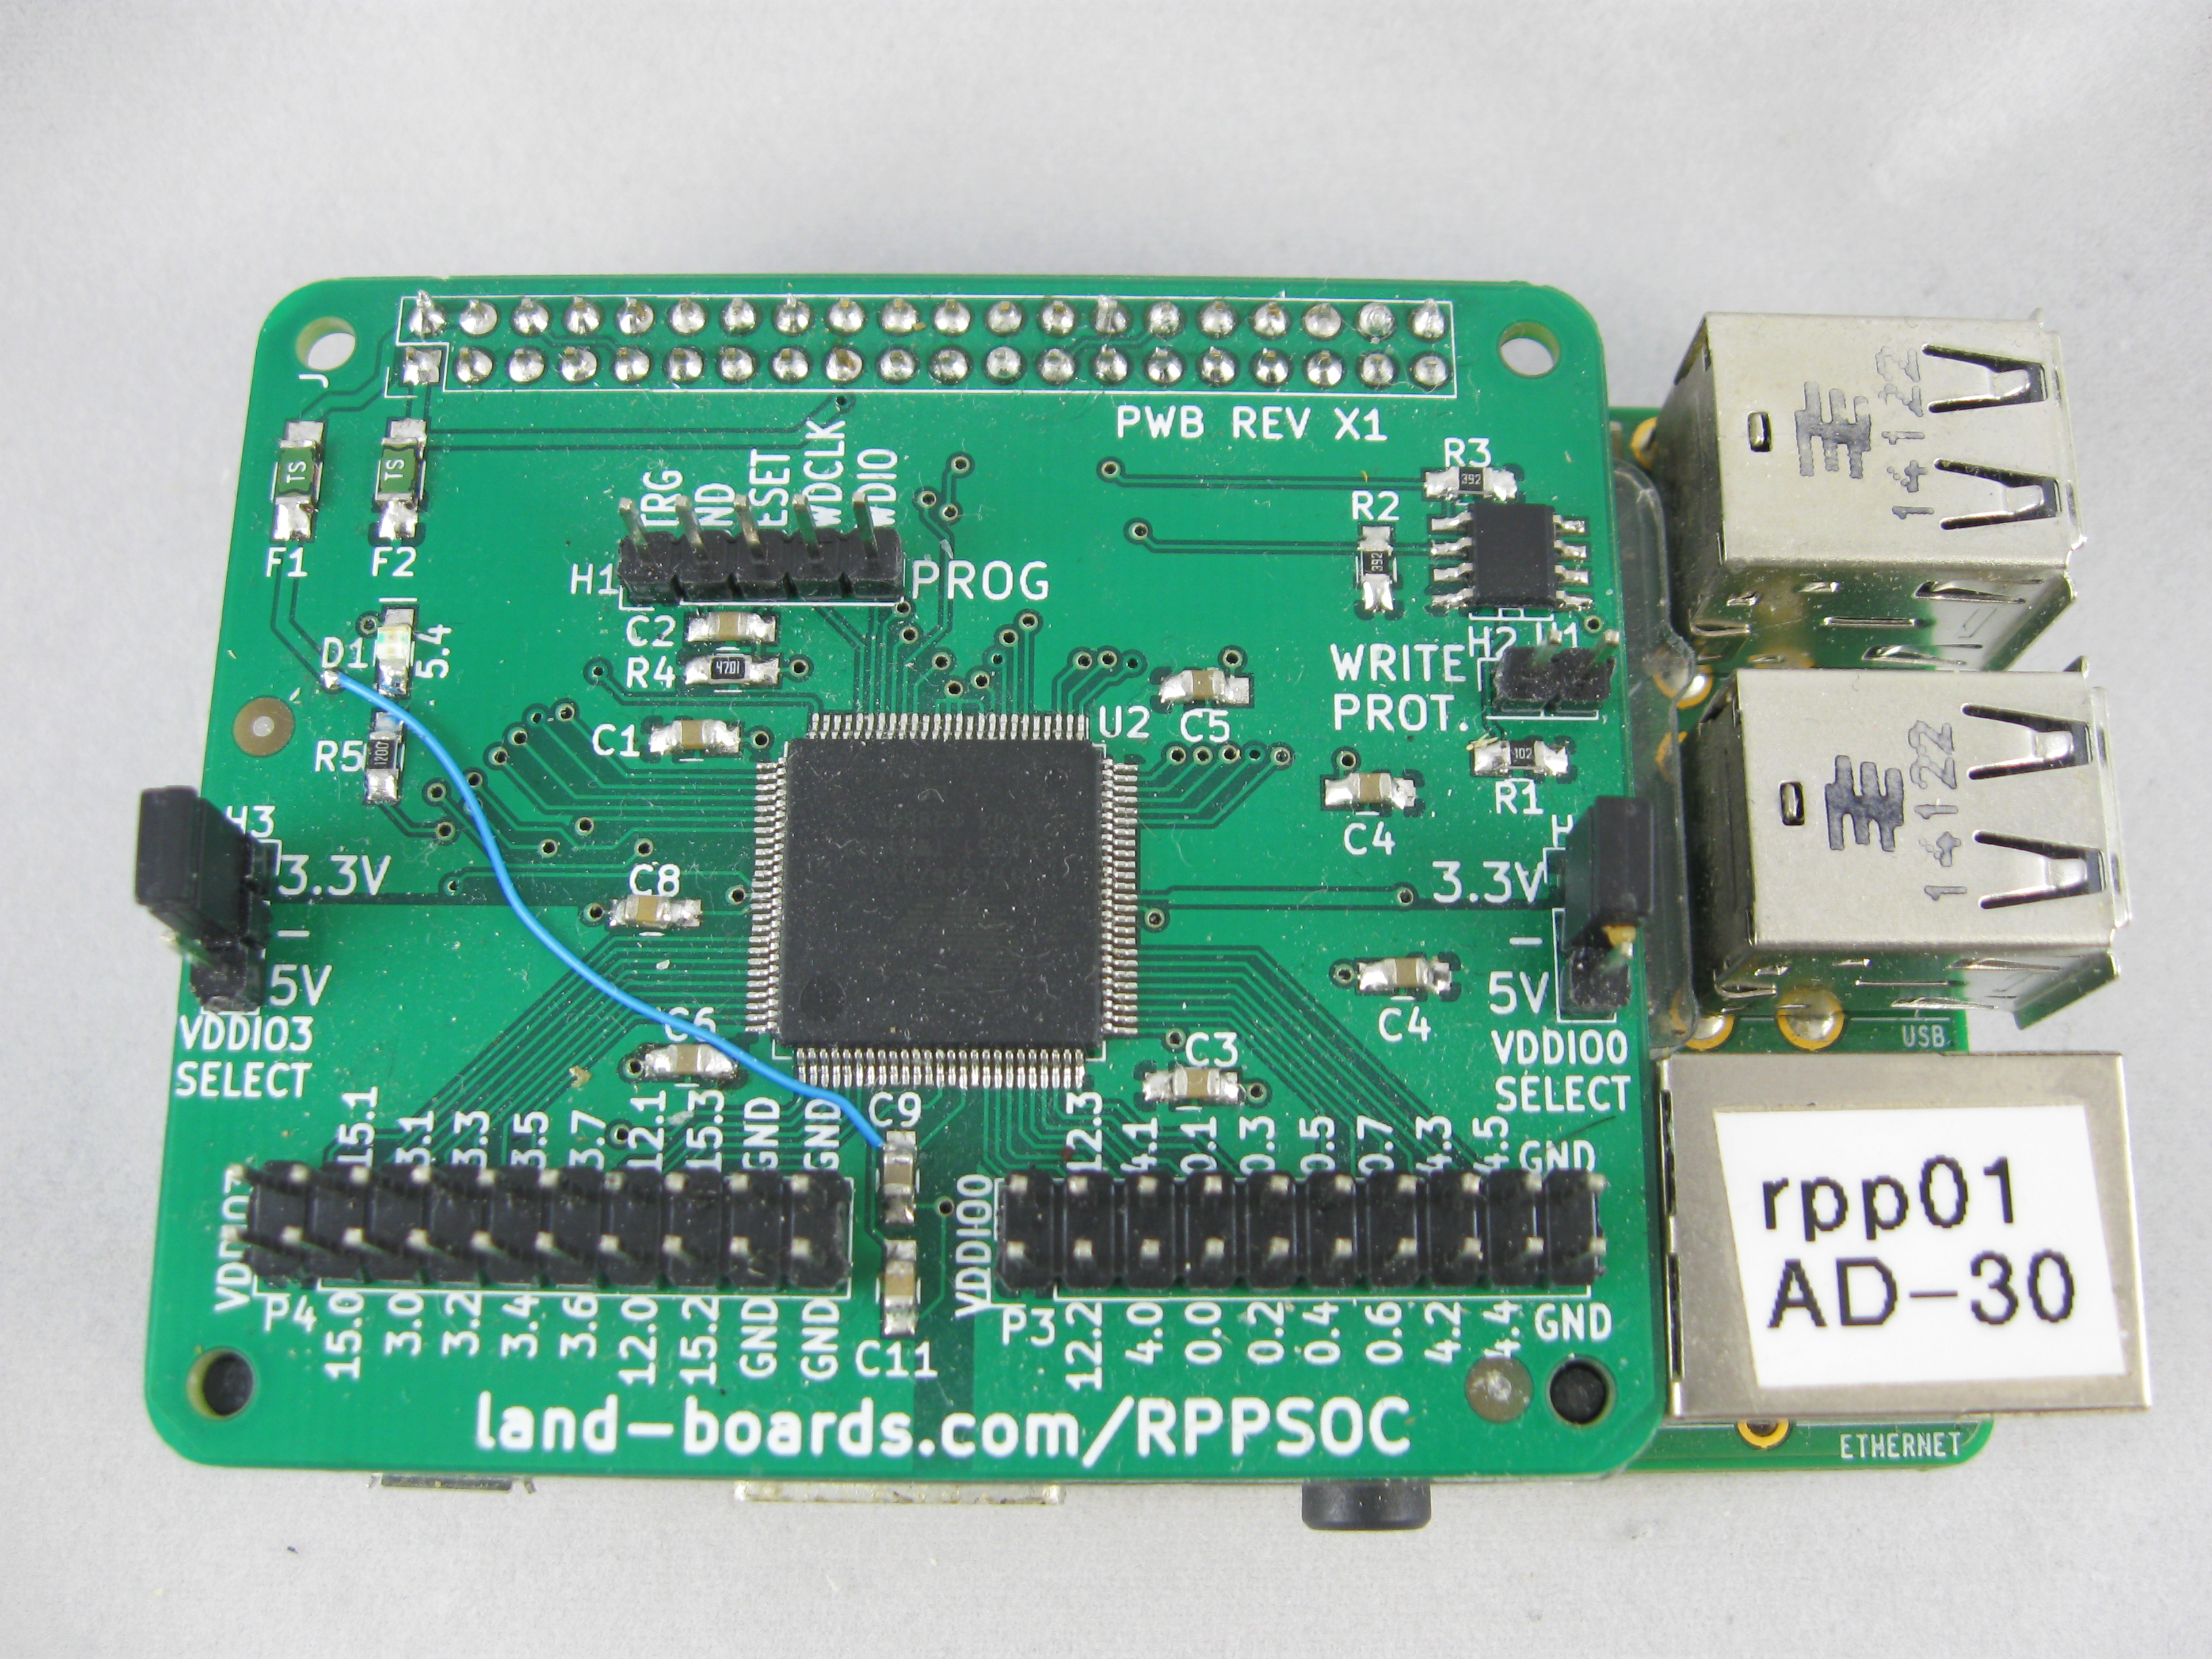 J
PWB REV X1
TS
TS
F1
F2
H1
PROG
R3
392
R2
392
H2
U1
WRITE
PROT.
C2
R4
4701
D1
5.4
C1
U2
C5
R5
1200
102
R1
C4
H3
3.3V
–
5V
VDDIO3
SELECT
C8
C6
C9
C3
C4
3.3V
–
5V
VDDIO0
SELECT
15.1
3.1
3.3
3.5
3.7
12.1
15.3
GND
GND
12.3
4.1
0.1
0.3
0.5
0.7
4.3
4.5
GND
VDDIO0
P4
15.0
3.0
3.2
3.4
3.6
12.0
15.2
GND
GND
C11
P3
12.2
4.0
0.0
0.2
0.4
0.6
4.2
4.4
GND
land-boards.com/RPPSOC
14122
14122
USB
rpp01
AD-30
ETHERNET